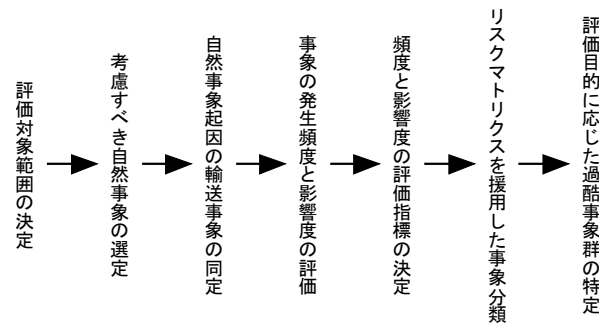 評価対象範囲の決定
考慮すべき自然事象の選定
自然事象起因の輸送事象の同定
事象の発生頻度と影響度の評価
頻度と影響度の評価指標の決定
リスクマトリクスを援用した事象分類
評価目的に応じた過酷事象群の特定